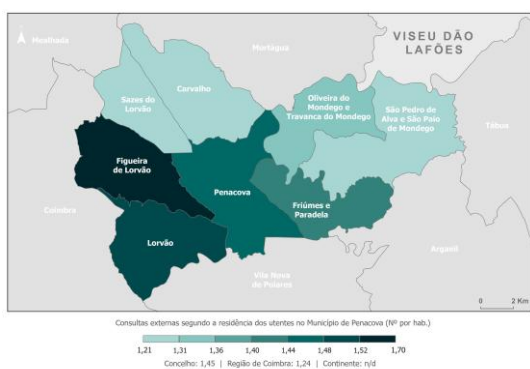 N
VISEU DÃO
LAFÕES
Mealhada
Mortágua
Carvalho
Sazes do
Lorvão
Oliveira do
Mondego e
Travanca do Mondego
São Pedro de
Alva e São Paio
de Mondego
Tábua
Figueira
de Lorvão
Penacova
Friúmes e
Paradela
Coimbra
Lorvão
Arganil
Vila Nova
de Poiares
0 2 Km
Consultas externas segundo a residência dos utentes no Município de Penacova (Nº por hab.)
1,21 1,31 1,36 1,40 1,44 1,48 1,52 1,70
Concelho: 1,45 | Região de Coimbra: 1,24 | Continente: n/d